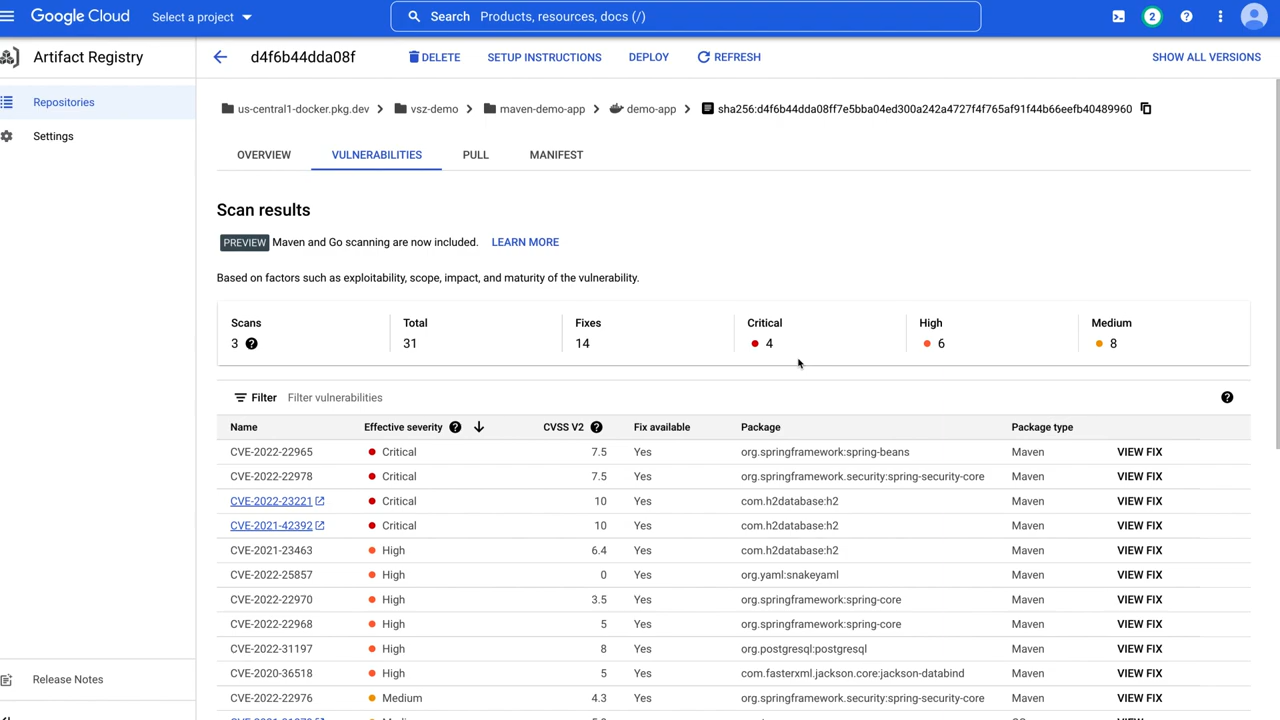 Google Cloud Select a project Search Products, resources, docs (/) 2
Artifact Registry d4f6b44dda08f DELETE SETUP INSTRUCTIONS DEPLOY REFRESH SHOW ALL VERSIONS
Repositories
Settings
Release Notes
us-central1-docker.pkg.dev vsz-demo maven-demo-app demo-app sha256:d4f6b44dda08ff7e5bba04ed300a242a4727f4f765af91f44b66eefb40489960
OVERVIEW VULNERABILITIES PULL MANIFEST
Scan results
PREVIEW Maven and Go scanning are now included. LEARN MORE
Based on factors such as exploitability, scope, impact, and maturity of the vulnerability.
Scans Total Fixes Critical High Medium
3 31 14 4 6 8
Filter Filter vulnerabilities
Name Effective severity CVSS V2 Fix available Package Package type
CVE-2022-22965 Critical 7.5 Yes org.springframework:spring-beans Maven VIEW FIX
CVE-2022-22978 Critical 7.5 Yes org.springframework.security:spring-security-core Maven VIEW FIX
CVE-2022-23221 Critical 10 Yes com.h2database:h2 Maven VIEW FIX
CVE-2021-42392 Critical 10 Yes com.h2database:h2 Maven VIEW FIX
CVE-2021-23463 High 6.4 Yes com.h2database:h2 Maven VIEW FIX
CVE-2022-25857 High 0 Yes org.yaml:snakeyaml Maven VIEW FIX
CVE-2022-22970 High 3.5 Yes org.springframework:spring-core Maven VIEW FIX
CVE-2022-22968 High 5 Yes org.springframework:spring-core Maven VIEW FIX
CVE-2022-31197 High 8 Yes org.postgresql:postgresql Maven VIEW FIX
CVE-2020-36518 High 5 Yes com.fasterxml.jackson.core:jackson-databind Maven VIEW FIX
CVE-2022-22976 Medium 4.3 Yes org.springframework.security:spring-security-core Maven VIEW FIX